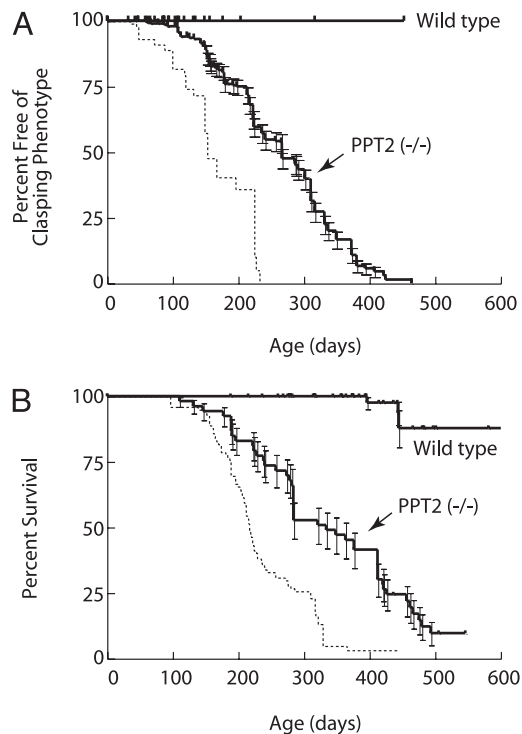 A
Percent Free of
Clasping Phenotype
100
75
50
25
0
Wild type
PPT2 (-/-)
0 100 200 300 400 500 600
Age (days)
B
Percent Survival
100
75
50
25
0
Wild type
PPT2 (-/-)
0 100 200 300 400 500 600
Age (days)